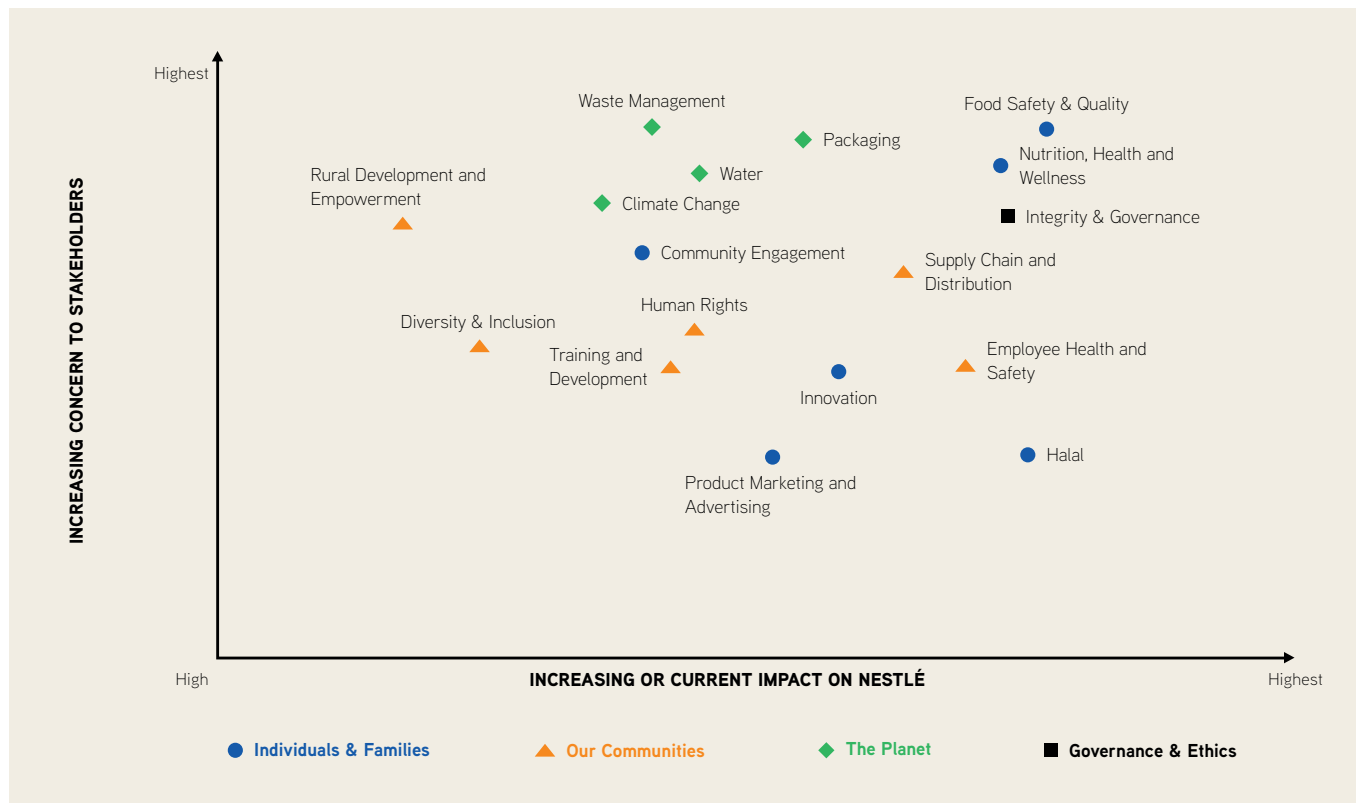 Highest
INCREASING CONCERN TO STAKEHOLDERS
Waste Management
Food Safety & Quality
Packaging
Nutrition, Health and
Wellness
Water
Rural Development and
Empowerment
Climate Change
Integrity & Governance
Community Engagement
Supply Chain and
Distribution
Human Rights
Diversity & Inclusion
Training and
Development
Employee Health and
Safety
Innovation
Halal
Product Marketing and
Advertising
High
INCREASING OR CURRENT IMPACT ON NESTLÉ
Highest
Individuals & Families
Our Communities
The Planet
Governance & Ethics